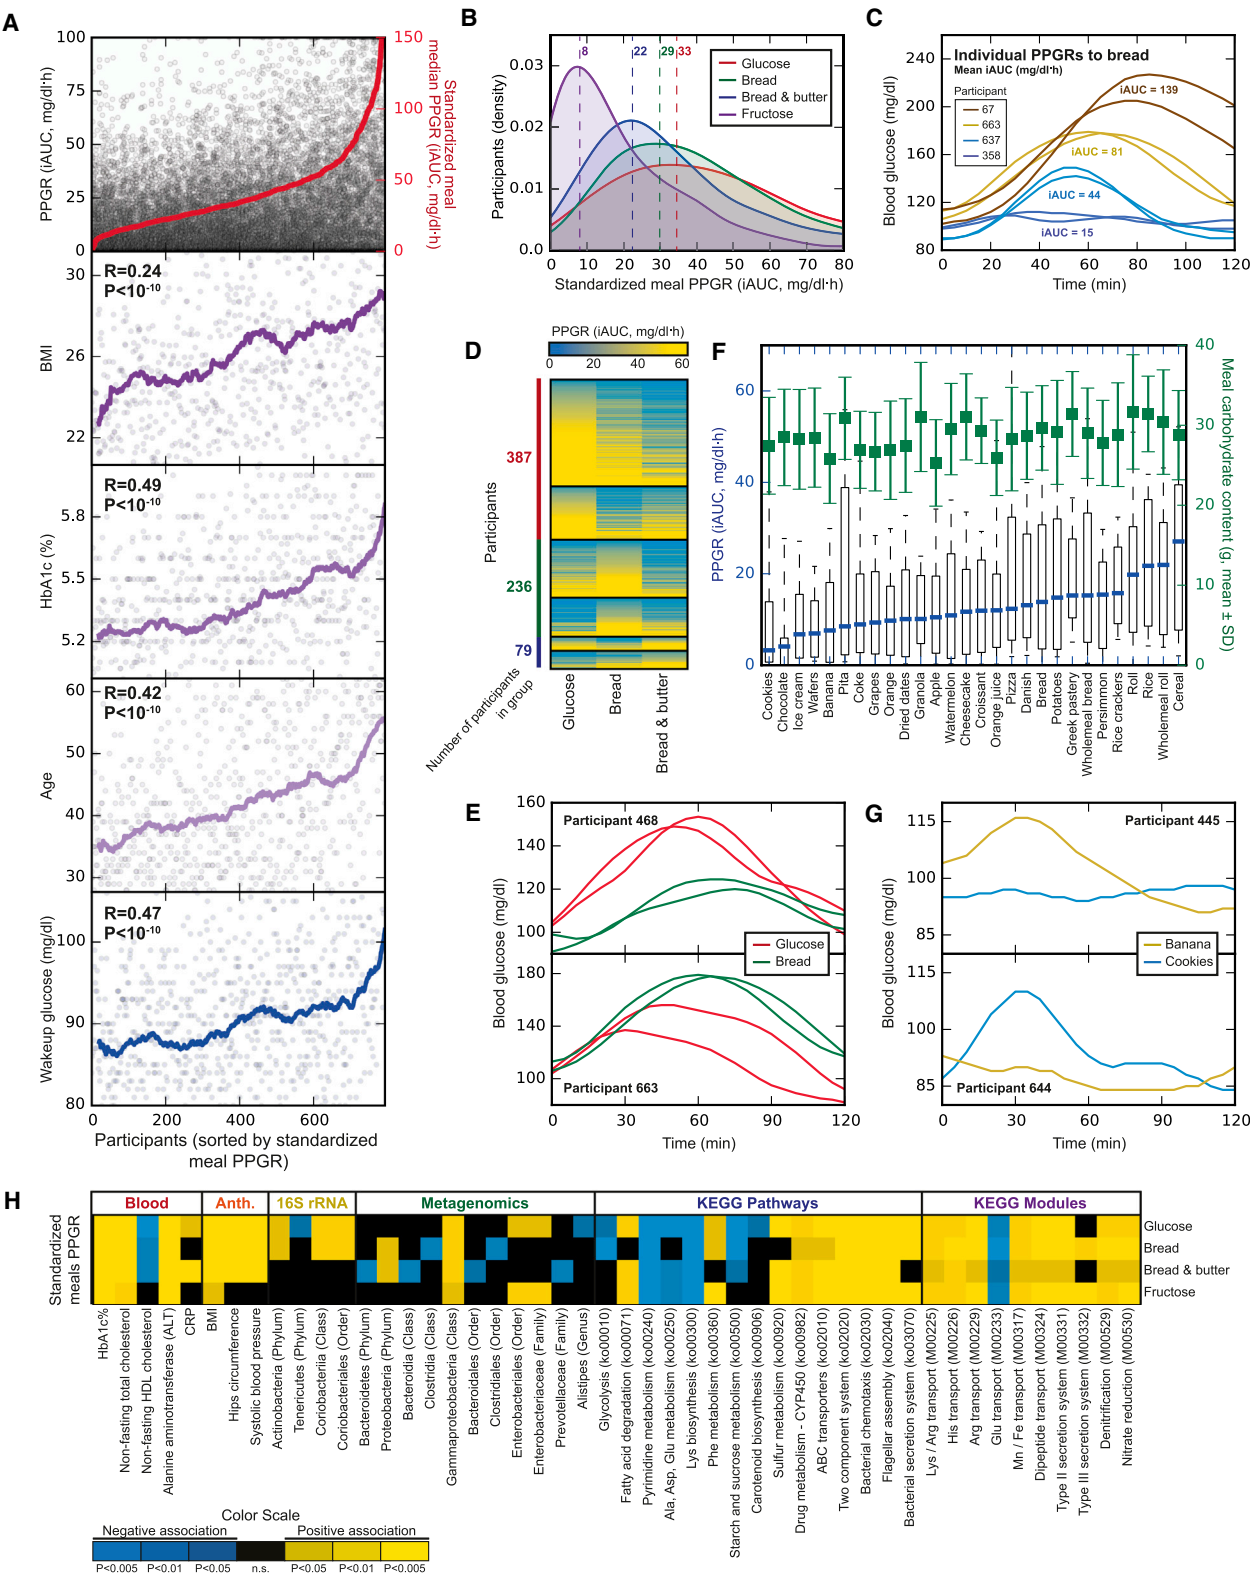 A
100
75
50
25
0
PPGR (iAUC, mg/dl·h)
150
100
50
0
Standardized meal
median PPGR (iAUC, mg/dl·h)
R=0.24
P<10-10
30
26
22
BMI
R=0.49
P<10-10
5.8
5.5
5.2
HbA1c (%)
R=0.42
P<10-10
60
50
40
30
Age
R=0.47
P<10-10
100
90
80
Wakeup glucose (mg/dl)
0 200 400 600
Participants (sorted by standardized
meal PPGR)
B
8 22 29 33
Glucose
Bread
Bread & butter
Fructose
0.03
0.02
0.01
0.0
Participants (density)
0 10 20 30 40 50 60 70 80
Standardized meal PPGR (iAUC, mg/dl·h)
C
Individual PPGRs to bread
Mean iAUC (mg/dl·h)
Participant
67
663
637
358
iAUC = 139
iAUC = 81
iAUC = 44
iAUC = 15
240
200
160
120
80
Blood glucose (mg/dl)
0 20 40 60 80 100 120
Time (min)
D
PPGR (iAUC, mg/dl·h)
0 20 40 60
387
236
79
Participants
Number of participants
in group
Glucose
Bread
Bread & butter
F
60
40
20
0
PPGR (iAUC, mg/dl·h)
40
30
20
10
0
Meal carbohydrate content (g, mean ± SD)
Cookies
Chocolate
Ice cream
Wafers
Banana
Pita
Coke
Grapes
Orange
Dried dates
Granola
Apple
Watermelon
Cheesecake
Croissant
Orange juice
Pizza
Danish
Bread
Potatoes
Greek pastery
Wholemeal bread
Persimmon
Rice crackers
Roll
Rice
Wholemeal roll
Cereal
E
Participant 468
160
140
120
100
Glucose
Bread
180
140
100
Participant 663
Blood glucose (mg/dl)
0 30 60 90 120
Time (min)
G
Participant 445
115
100
85
Banana
Cookies
115
100
85
Participant 644
Blood glucose (mg/dl)
0 30 60 90 120
Time (min)
H
Blood Anth. 16S rRNA Metagenomics KEGG Pathways KEGG Modules
Standardized
meals PPGR
Glucose
Bread
Bread & butter
Fructose
HbA1c%
Non-fasting total cholesterol
Non-fasting HDL cholesterol
Alanine aminotransferase (ALT)
CRP
BMI
Hips circumference
Systolic blood pressure
Actinobacteria (Phylum)
Tenericutes (Phylum)
Coriobacteriia (Class)
Coriobacteriales (Order)
Bacteroidetes (Phylum)
Proteobacteria (Phylum)
Bacteroidia (Class)
Clostridia (Class)
Gammaproteobacteria (Class)
Bacteroidales (Order)
Clostridiales (Order)
Enterobacteriales (Order)
Enterobacteriaceae (Family)
Prevotellaceae (Family)
Alistipes (Genus)
Glycolysis (ko00010)
Fatty acid degradation (ko00071)
Pyrimidine metabolism (ko00240)
Ala, Asp, Glu metabolism (ko00250)
Lys biosynthesis (ko00300)
Phe metabolism (ko00360)
Starch and sucrose metabolism (ko00500)
Carotenoid biosynthesis (ko00906)
Sulfur metabolism (ko00920)
Drug metabolism - CYP450 (ko00982)
ABC transporters (ko02010)
Two component system (ko02020)
Bacterial chemotaxis (ko02030)
Flagellar assembly (ko02040)
Bacterial secretion system (ko03070)
Lys / Arg transport (M00225)
His transport (M00226)
Arg transport (M00229)
Glu transport (M00233)
Mn / Fe transport (M00317)
Dipeptide transport (M00324)
Type II secretion system (M00331)
Type III secretion system (M00332)
Denitrification (M00529)
Nitrate reduction (M00530)
Color Scale
Negative association Positive association
P<0.005 P<0.01 P<0.05 n.s. P<0.05 P<0.01 P<0.005